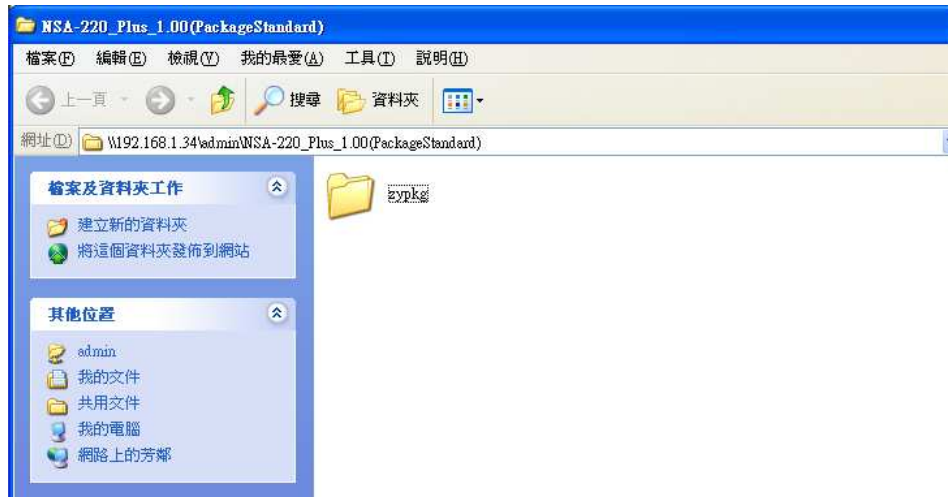 NSA-220_Plus_1.00(PackageStandard)
檔案(F) 編輯(E) 檢視(V) 我的最愛(A) 工具(T) 說明(H)
上一頁 搜尋 資料夾
網址(D) \\192.168.1.34\admin\NSA-220_Plus_1.00(PackageStandard)
檔案及資料夾工作
zypkg
建立新的資料夾
將這個資料夾發佈到網站
其他位置
admin
我的文件
共用文件
我的電腦
網路上的芳鄰